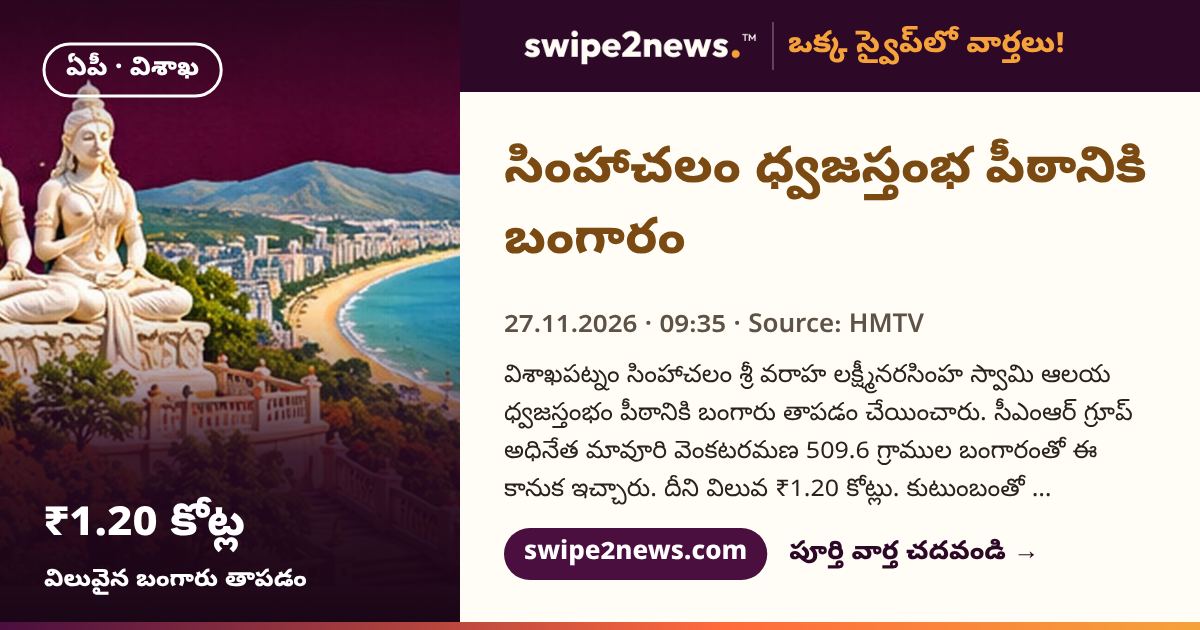 ఏపీ · విశాఖ
₹1.20 కోట్ల
విలువైన బంగారు తాపడం
swipe2news.™ ఒక్క స్వైప్‌లో వార్తలు!
సింహాచలం ధ్వజస్తంభ పీఠానికి
బంగారం
27.11.2026 · 09:35 · Source: HMTV
విశాఖపట్నం సింహాచలం శ్రీ వరాహ లక్ష్మీనరసింహ స్వామి ఆలయ
ధ్వజస్తంభం పీఠానికి బంగారు తాపడం చేయించారు. సీఎంఆర్ గ్రూప్
అధినేత మావూరి వెంకటరమణ 509.6 గ్రాముల బంగారంతో ఈ
కానుక ఇచ్చారు. దీని విలువ ₹1.20 కోట్లు. కుటుంబంతో ...
swipe2news.com పూర్తి వార్త చదవండి →